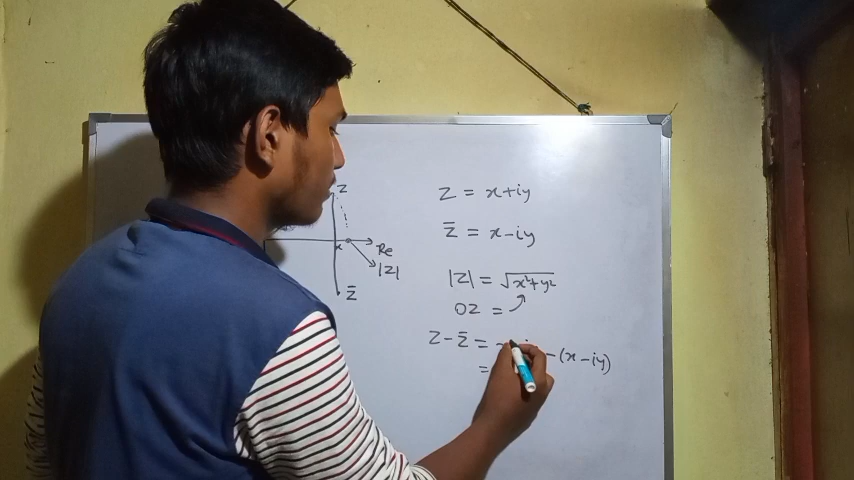 z
x
Re
|z|
z̄
z = x+iy
z̄ = x-iy
|z| = √x²+y²
OZ =
z - z̄ = -(x-iy)
=